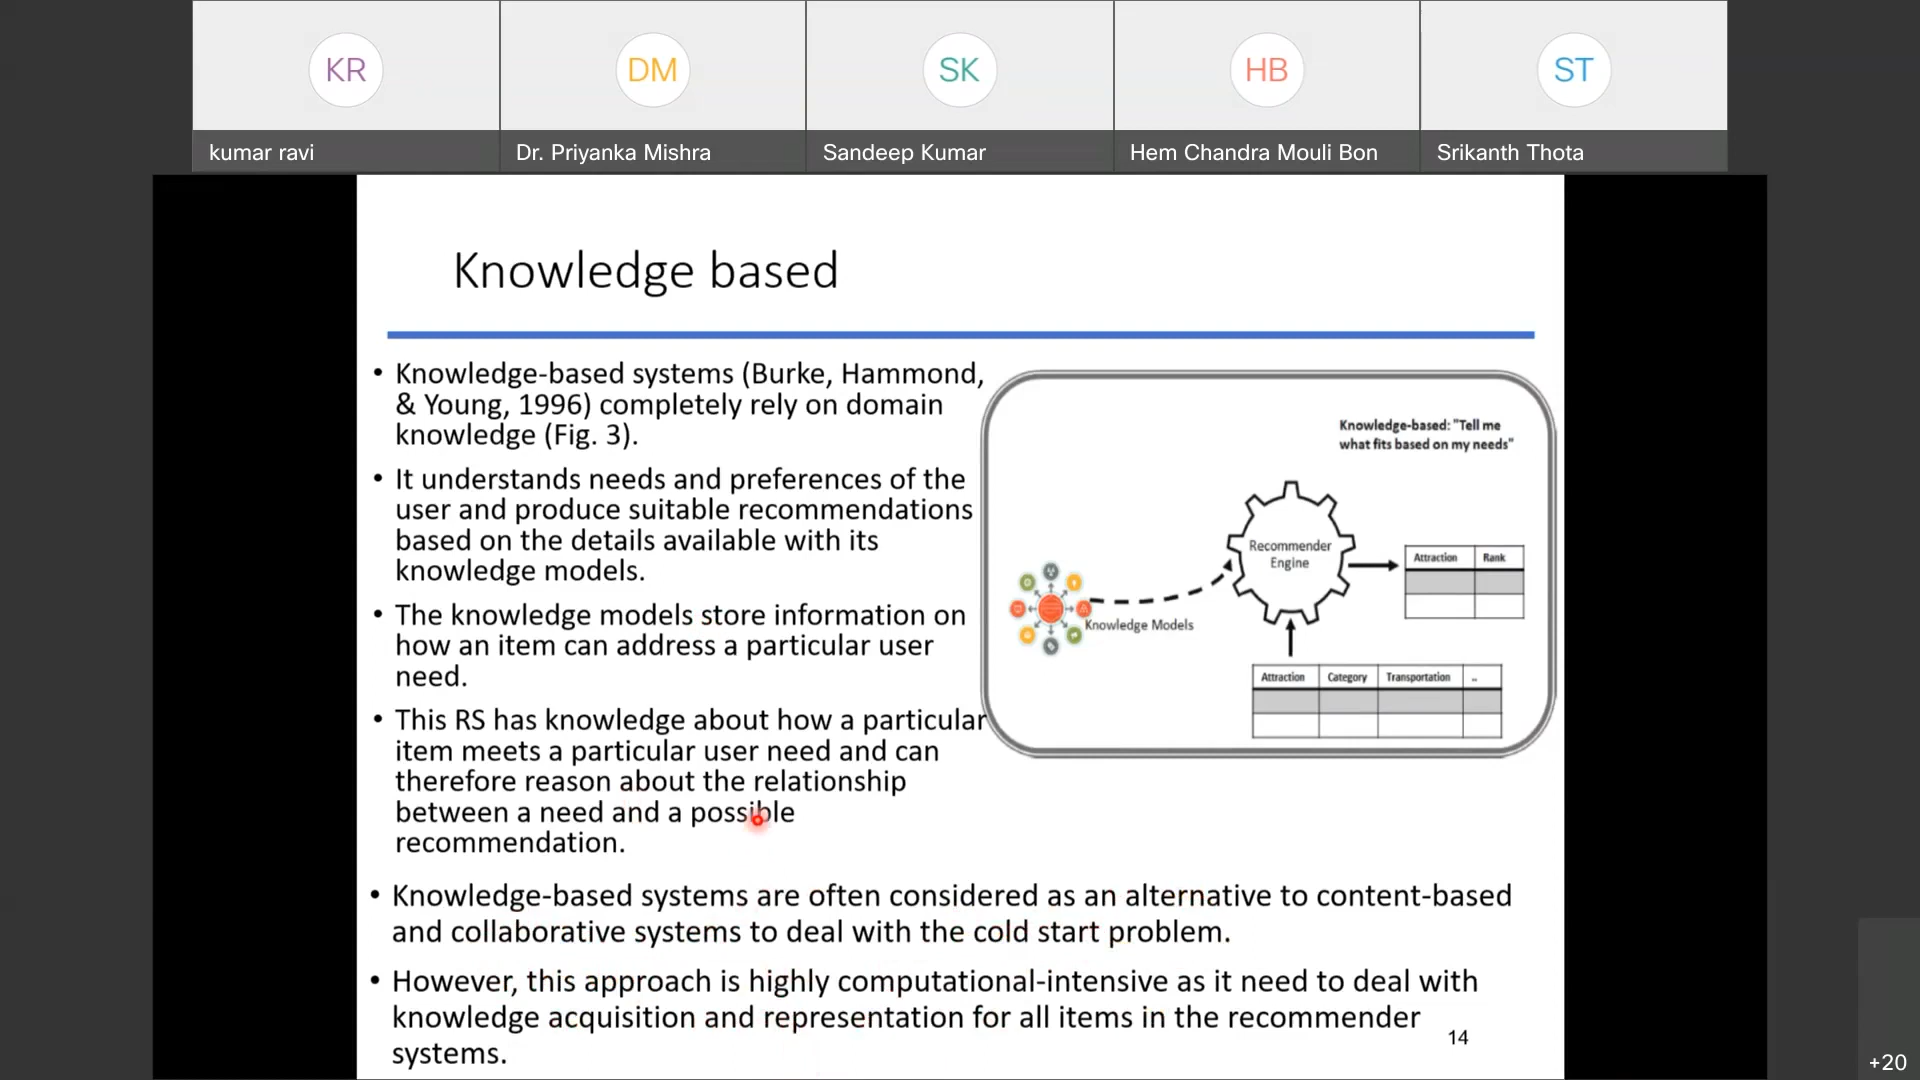 KR
DM
SK
HB
ST
kumar ravi
Dr. Priyanka Mishra
Sandeep Kumar
Hem Chandra Mouli Bon
Srikanth Thota
Knowledge based
• Knowledge-based systems (Burke, Hammond,
& Young, 1996) completely rely on domain
knowledge (Fig. 3).
• It understands needs and preferences of the
user and produce suitable recommendations
based on the details available with its
knowledge models.
• The knowledge models store information on
how an item can address a particular user
need.
• This RS has knowledge about how a particular
item meets a particular user need and can
therefore reason about the relationship
between a need and a possible
recommendation.
Knowledge-based: "Tell me
what fits based on my needs"
Recommender
Engine
Attraction Rank
Knowledge Models
Attraction Category Transportation ..
• Knowledge-based systems are often considered as an alternative to content-based
and collaborative systems to deal with the cold start problem.
• However, this approach is highly computational-intensive as it need to deal with
knowledge acquisition and representation for all items in the recommender
systems.
14
+20